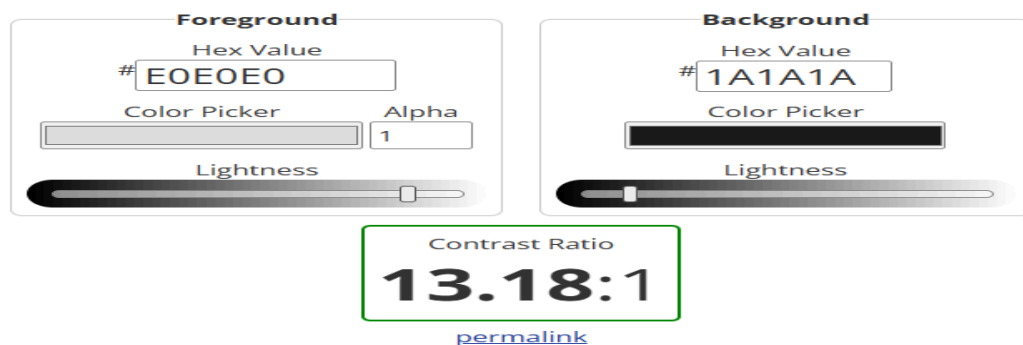 Foreground
Hex Value
# E0E0E0
Color Picker
Alpha
1
Lightness
Background
Hex Value
# 1A1A1A
Color Picker
Lightness
Contrast Ratio
13.18:1
permalink